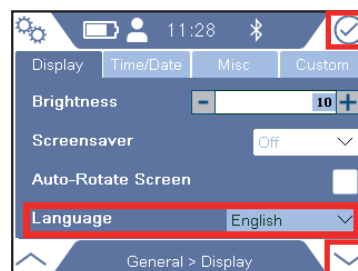 11:28
Display Time/Date Misc Custom
Brightness - 10 +
Screensaver Off
Auto-Rotate Screen
Language English
General > Display